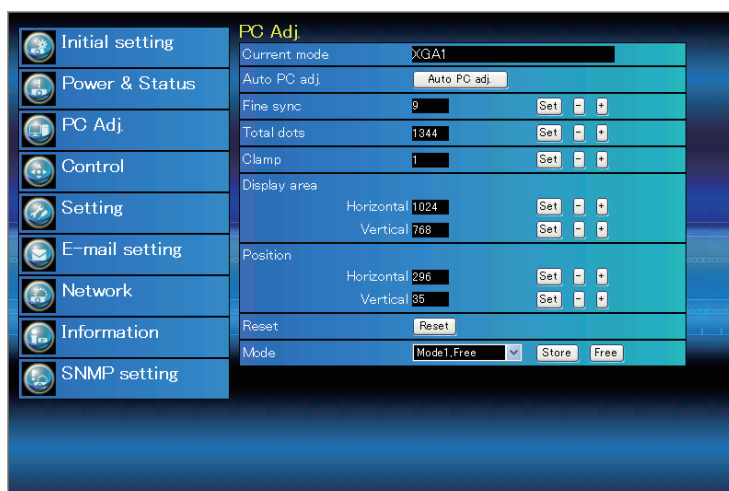 Initial setting
Power & Status
PC Adj.
Control
Setting
E-mail setting
Network
Information
SNMP setting
PC Adj.
Current mode XGA1
Auto PC adj. Auto PC adj.
Fine sync 9 Set - +
Total dots 1344 Set - +
Clamp 1 Set - +
Display area
Horizontal 1024 Set - +
Vertical 768 Set - +
Position
Horizontal 296 Set - +
Vertical 35 Set - +
Reset Reset
Mode Mode1,Free Store Free